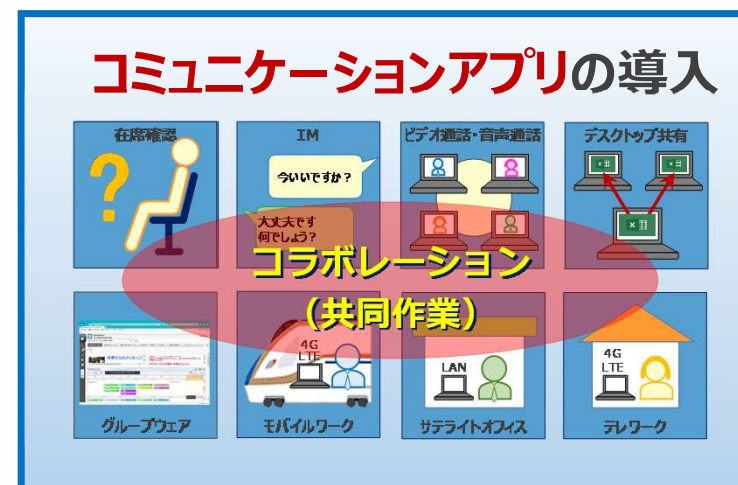 コミュニケーションアプリの導入
在席確認
IM
ビデオ通話・音声通話
デスクトップ共有
今いいですか?
大丈夫です
何でしょう?
コラボレーション
（共同作業）
4G
LTE
LAN
4G
LTE
グループウェア
モバイルワーク
サテライトオフィス
テレワーク